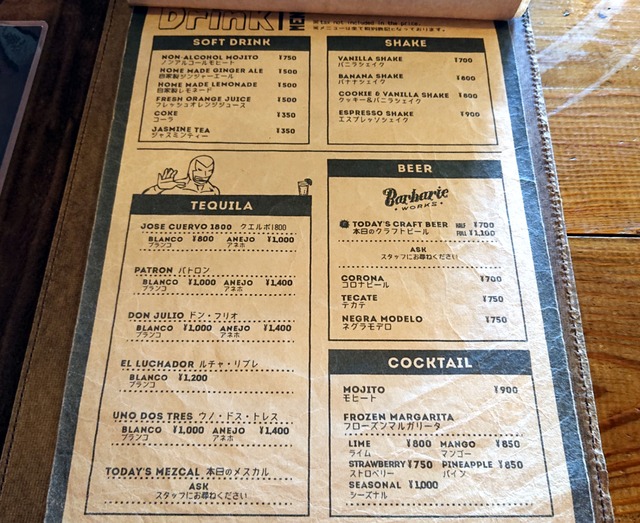 DRINK MENU
SOFT DRINK
NON-ALCOHOL MOJITO ¥750
ノンアルコールモヒート
HOME MADE GINGER ALE ¥500
自家製ジンジャーエール
HOME MADE LEMONADE ¥500
自家製レモネード
FRESH ORANGE JUICE ¥500
フレッシュオレンジジュース
COKE ¥350
コーラ
JASMINE TEA ¥350
ジャスミンティー
SHAKE
VANILLA SHAKE ¥700
バニラシェイク
BANANA SHAKE ¥800
バナナシェイク
COOKIE & VANILLA SHAKE ¥800
クッキー&バニラシェイク
ESPRESSO SHAKE ¥900
エスプレッソシェイク
TEQUILA
JOSE CUERVO 1800 クエルボ1800
BLANCO ¥800 ANEJO ¥1,000
ブランコ アネホ
PATRON パトロン
BLANCO ¥1,000 ANEJO ¥1,400
ブランコ アネホ
DON JULIO ドン・フリオ
BLANCO ¥1,000 ANEJO ¥1,400
ブランコ アネホ
EL LUCHADOR ルチャ・リブレ
BLANCO ¥1,200
ブランコ
UNO DOS TRES ウノ・ドス・トレス
BLANCO ¥1,000 ANEJO ¥1,400
ブランコ アネホ
TODAY'S MEZCAL 本日のメスカル
ASK
スタッフにお尋ねください
BEER
Barbaric
WORKS
TODAY'S CRAFT BEER HALF ¥700
本日のクラフトビール FULL ¥1,100
ASK
スタッフにお尋ねください
CORONA ¥700
コロナビール
TECATE ¥750
テカテ
NEGRA MODELO ¥750
ネグラモデロ
COCKTAIL
MOJITO ¥900
モヒート
FROZEN MARGARITA
フローズンマルガリータ
LIME ¥800 MANGO ¥850
ライム マンゴー
STRAWBERRY ¥750 PINEAPPLE ¥850
ストロベリー パイン
SEASONAL ¥1,000
シーズナル